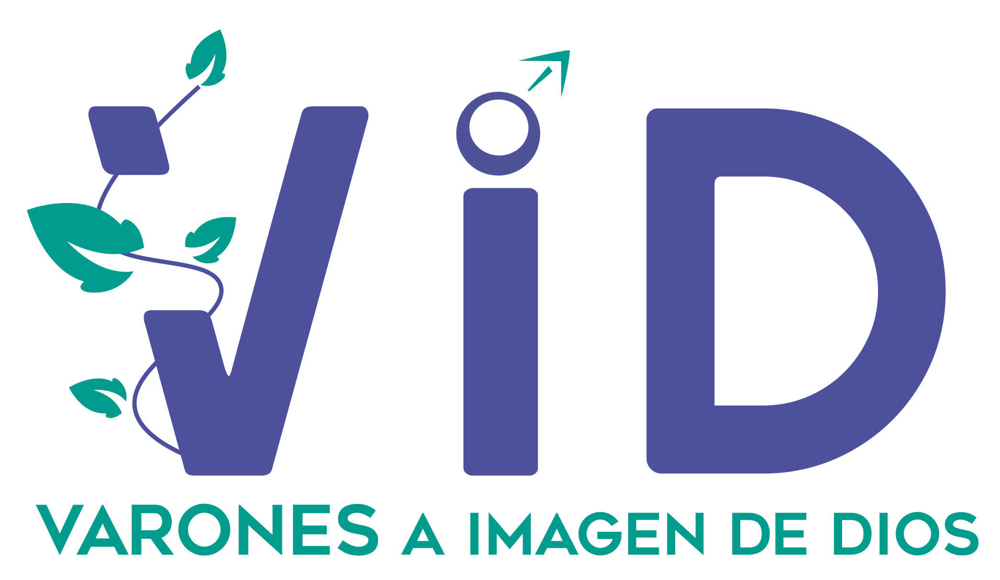 ViD
VARONES A IMAGEN DE DIOS